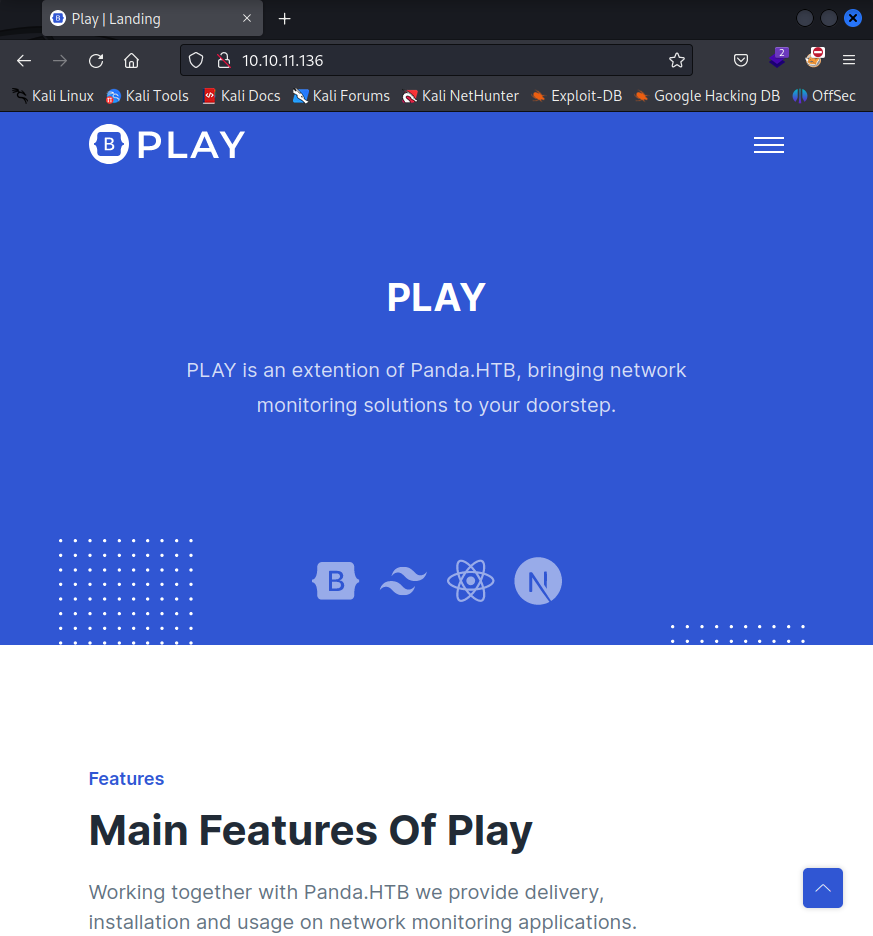 Play | Landing
10.10.11.136
2
Kali Linux Kali Tools Kali Docs Kali Forums Kali NetHunter Exploit-DB Google Hacking DB OffSec
B PLAY
PLAY
PLAY is an extention of Panda.HTB, bringing network
monitoring solutions to your doorstep.
B N
Features
Main Features Of Play
Working together with Panda.HTB we provide delivery,
installation and usage on network monitoring applications.